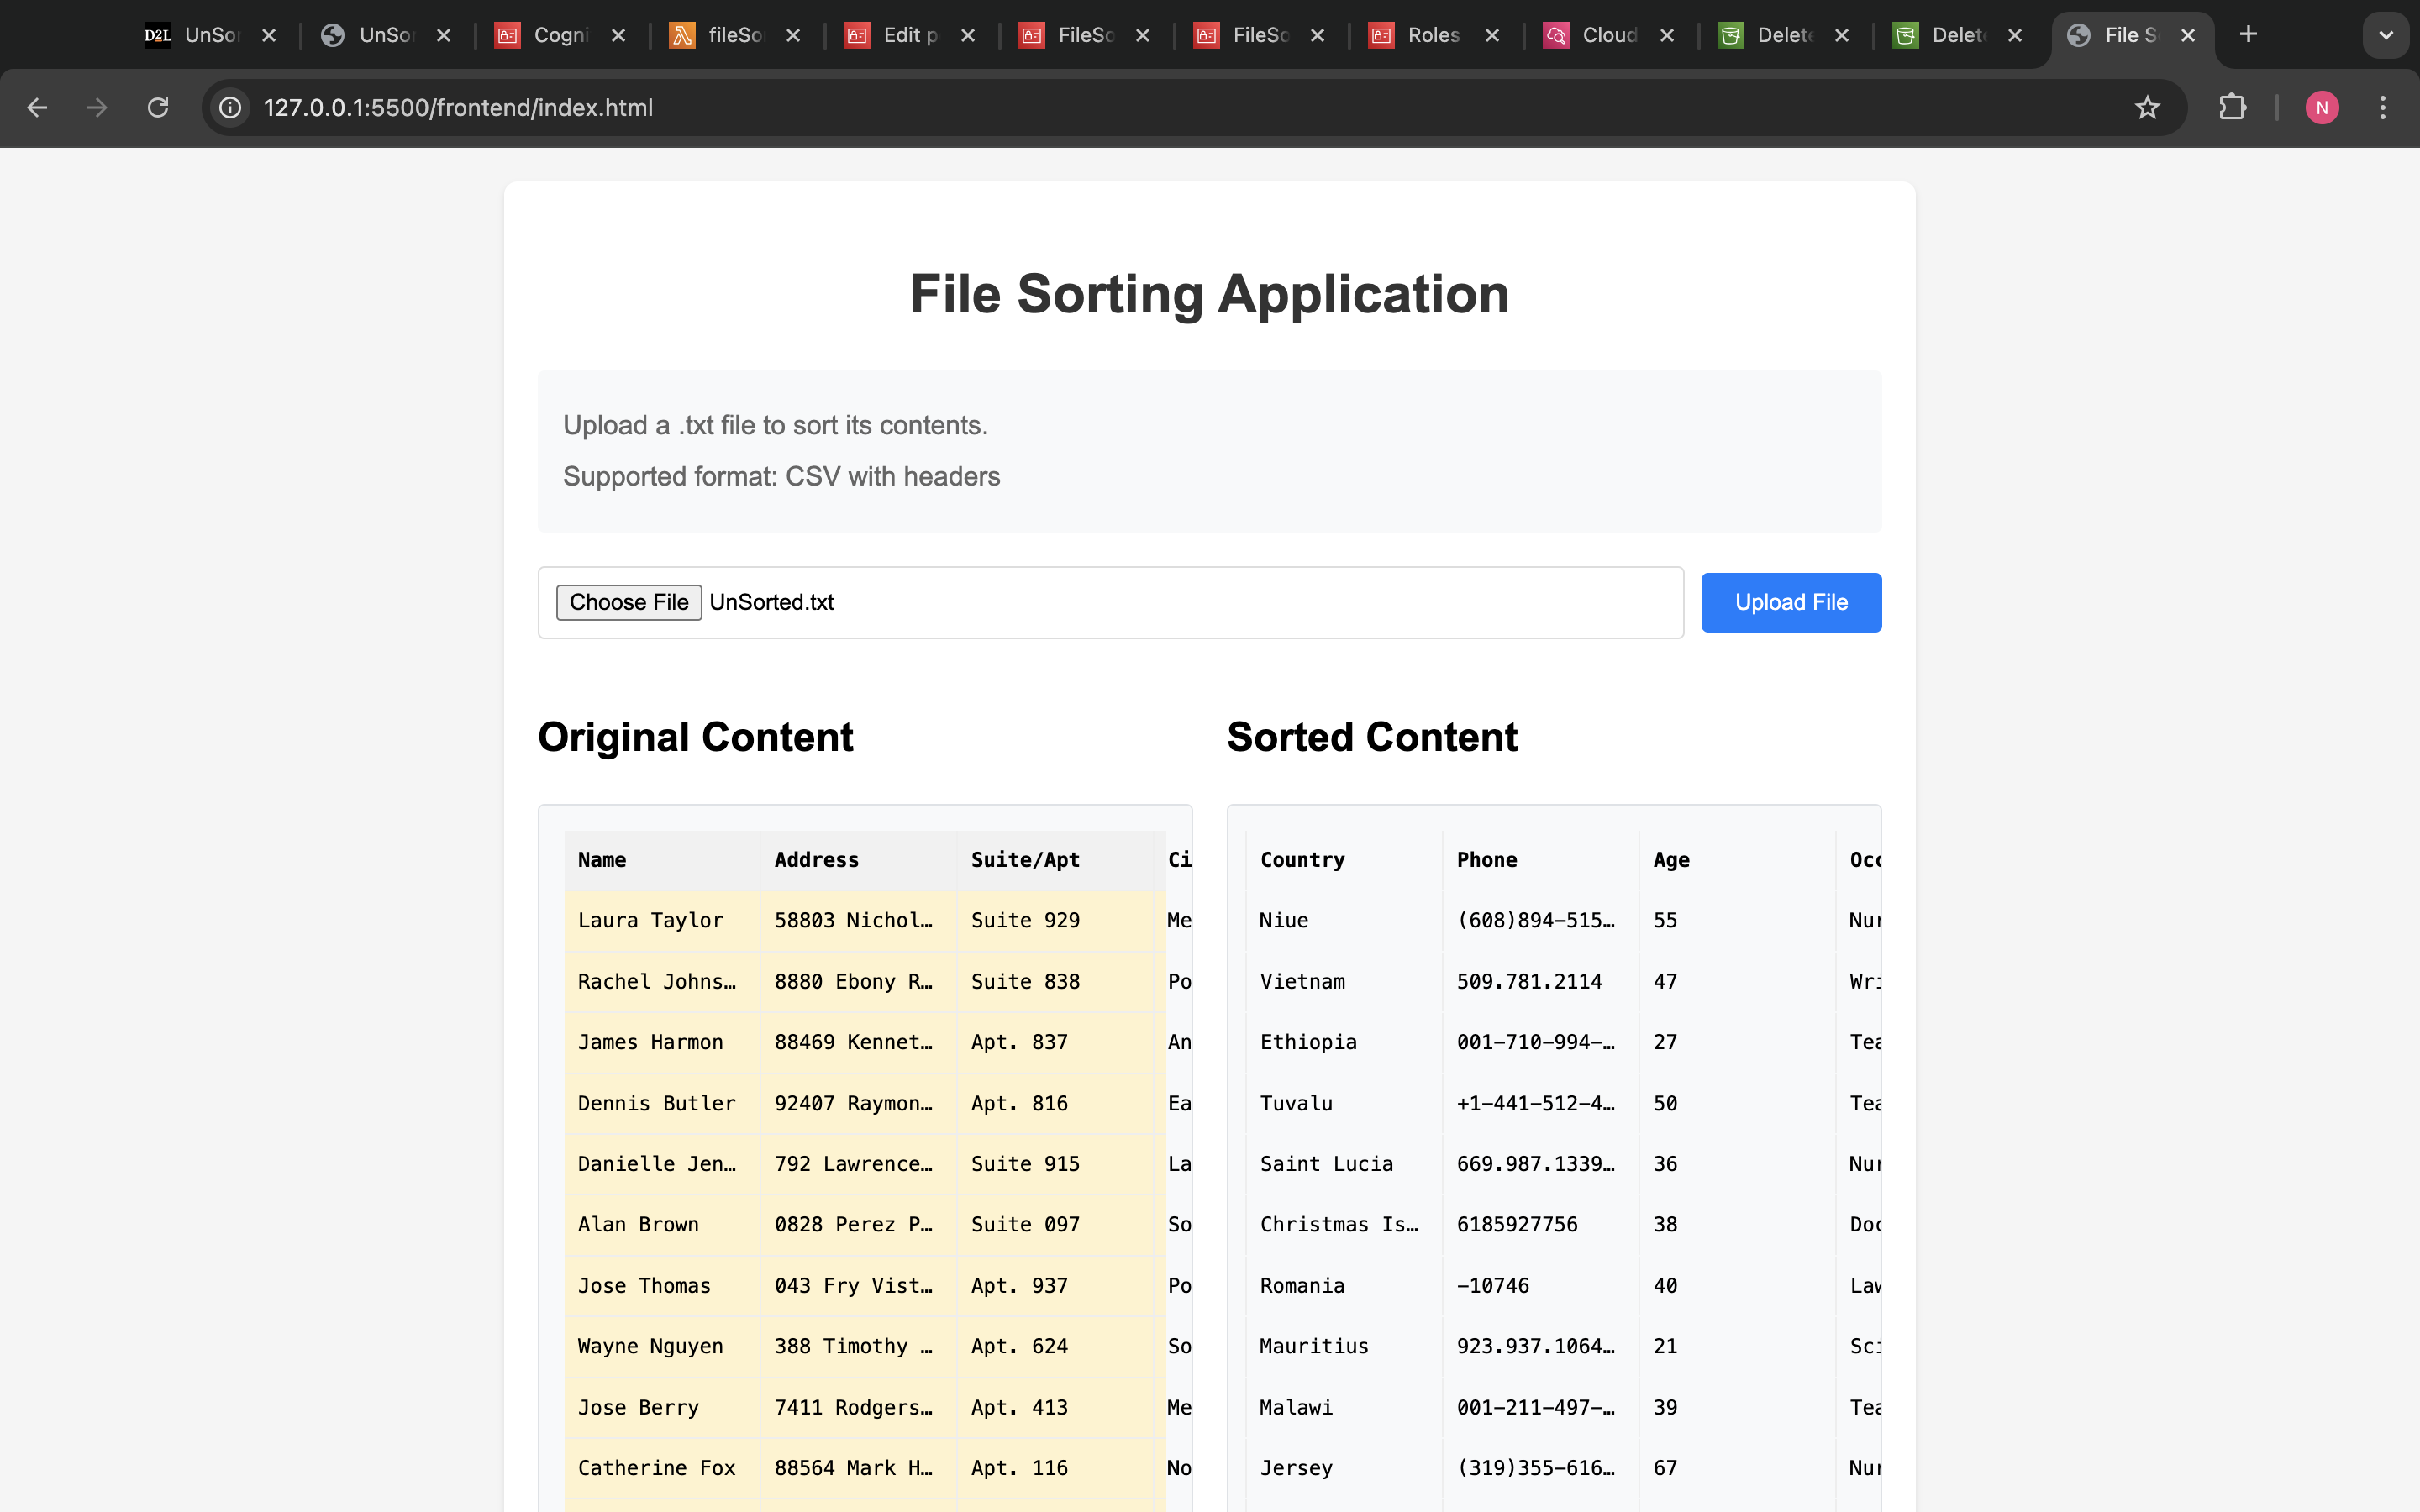 D2L UnSor UnSor Cogni fileSo Edit p FileSo FileSo Roles Cloud Delete Delete File S
127.0.0.1:5500/frontend/index.html
N
File Sorting Application
Upload a .txt file to sort its contents.
Supported format: CSV with headers
Choose File UnSorted.txt
Upload File
Original Content
Name Address Suite/Apt Ci
Laura Taylor 58803 Nichol… Suite 929 Me
Rachel Johns… 8880 Ebony R… Suite 838 Po
James Harmon 88469 Kennet… Apt. 837 An
Dennis Butler 92407 Raymon… Apt. 816 Ea
Danielle Jen… 792 Lawrence… Suite 915 La
Alan Brown 0828 Perez P… Suite 097 So
Jose Thomas 043 Fry Vist… Apt. 937 Po
Wayne Nguyen 388 Timothy … Apt. 624 So
Jose Berry 7411 Rodgers… Apt. 413 Me
Catherine Fox 88564 Mark H… Apt. 116 No
Sorted Content
Country Phone Age Occ
Niue (608)894-515… 55 Nur
Vietnam 509.781.2114 47 Wri
Ethiopia 001-710-994-… 27 Tea
Tuvalu +1-441-512-4… 50 Tea
Saint Lucia 669.987.1339… 36 Nur
Christmas Is… 6185927756 38 Doc
Romania -10746 40 Law
Mauritius 923.937.1064… 21 Sci
Malawi 001-211-497-… 39 Tea
Jersey (319)355-616… 67 Nur